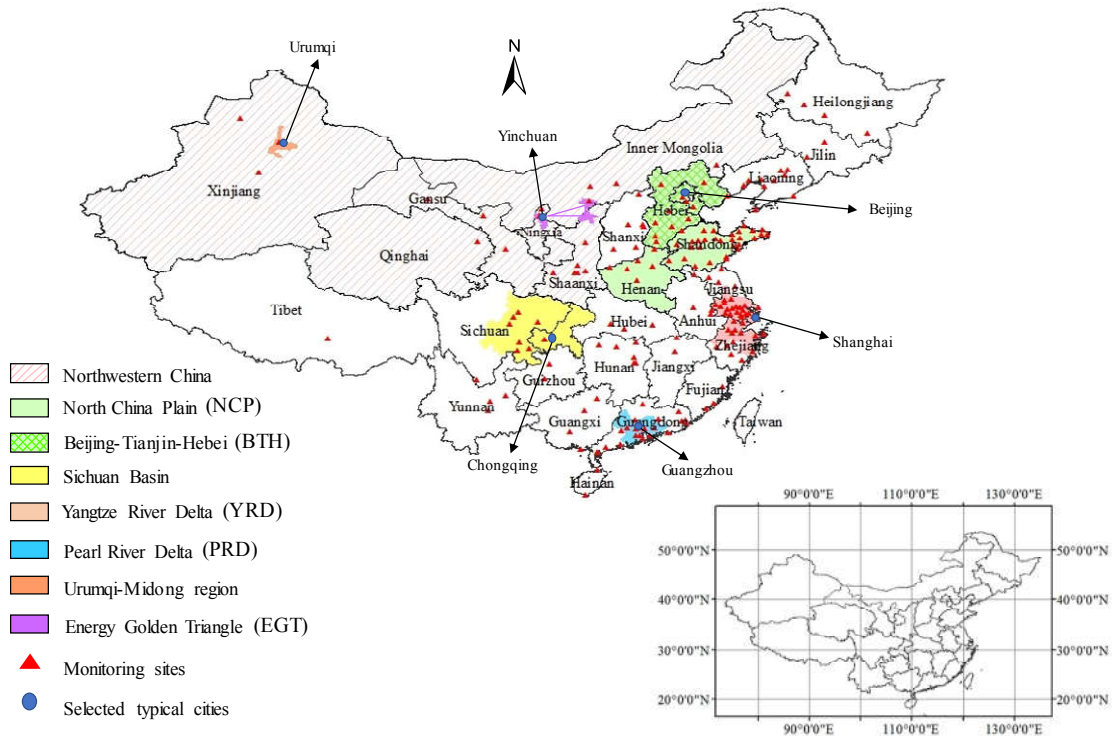 Urumqi
N
Heilongjiang
Yinchuan
Inner Mongolia
Jilin
Liaoning
Xinjiang
Gansu
Hebei
Beijing
Ningxia
Shanxi
Shandong
Qinghai
Shaanxi
Henan
Jiangsu
Tibet
Sichuan
Hubei
Anhui
Shanghai
Zhejiang
Hunan
Jiangxi
Guizhou
Fujian
Yunnan
Guangxi
Guangdong
Taiwan
Chongqing
Guangzhou
Hainan
Northwestern China
North China Plain (NCP)
Beijing-Tianjin-Hebei (BTH)
Sichuan Basin
Yangtze River Delta (YRD)
Pearl River Delta (PRD)
Urumqi-Midong region
Energy Golden Triangle (EGT)
Monitoring sites
Selected typical cities
90°0'0"E 110°0'0"E 130°0'0"E
50°0'0"N 50°0'0"N
40°0'0"N 40°0'0"N
30°0'0"N 30°0'0"N
20°0'0"N 20°0'0"N
90°0'0"E 110°0'0"E 130°0'0"E